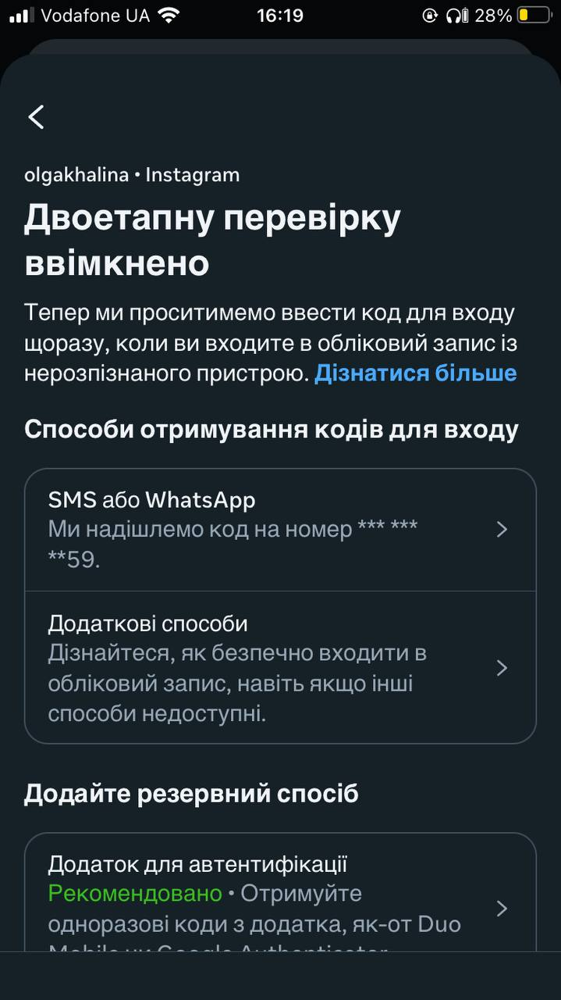 Vodafone UA 16:19 28%
olgakhalina • Instagram
Двоетапну перевірку
ввімкнено
Тепер ми проситимемо ввести код для входу
щоразу, коли ви входите в обліковий запис із
нерозпізнаного пристрою. Дізнатися більше
Способи отримування кодів для входу
SMS або WhatsApp
Ми надішлемо код на номер *** ***
**59.
Додаткові способи
Дізнайтеся, як безпечно входити в
обліковий запис, навіть якщо інші
способи недоступні.
Додайте резервний спосіб
Додаток для автентифікації
Рекомендовано • Отримуйте
одноразові коди з додатка, як-от Duo
Mobile чи Google Authenticator